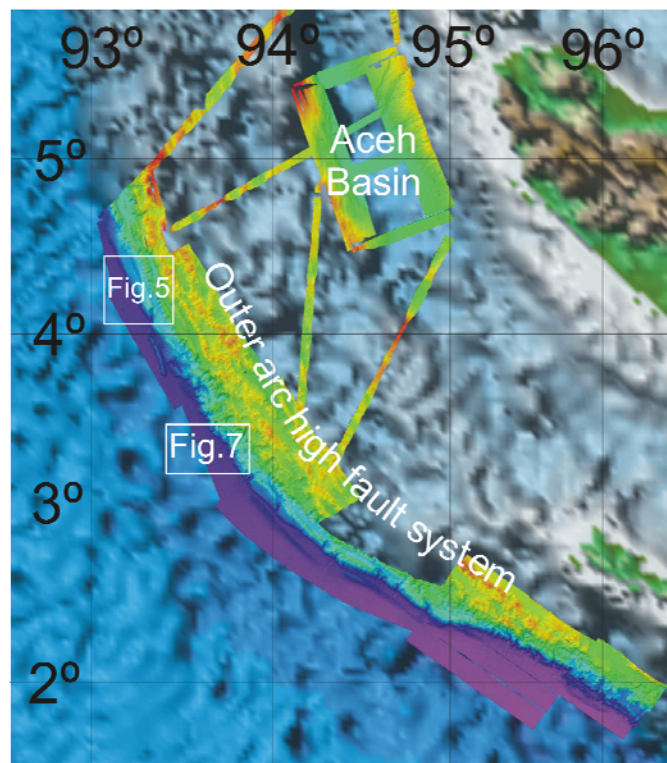 93º 94º 95º 96º
5º
Aceh
Basin
Fig.5
4º
Outer arc high fault system
Fig.7
3º
2º